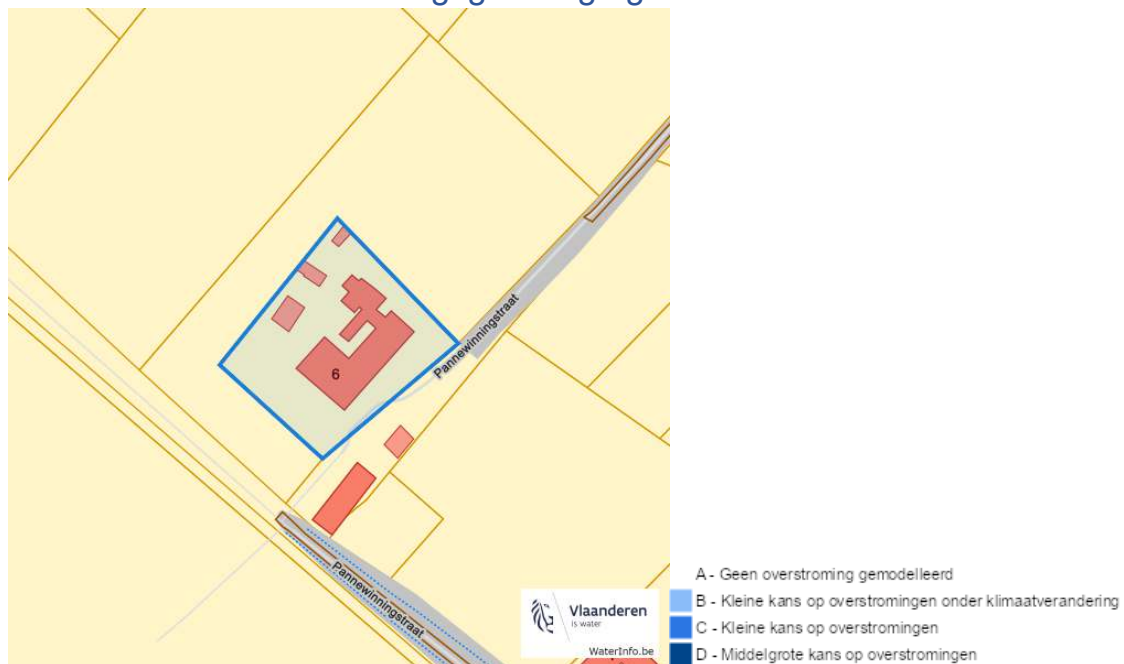 Pannewinningstraat
Pannewinningstraat
6
Pannewinningstraat
Vlaanderen
is water
WaterInfo.be
A - Geen overstroming gemodelleerd
B - Kleine kans op overstromingen onder klimaatverandering
C - Kleine kans op overstromingen
D - Middelgrote kans op overstromingen